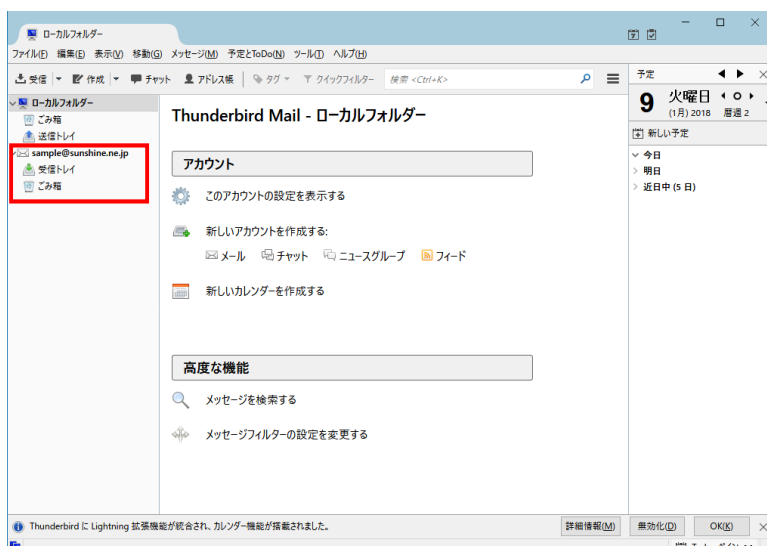 ローカルフォルダー
ファイル(F) 編集(E) 表示(V) 移動(G) メッセージ(M) 予定とToDo(N) ツール(T) ヘルプ(H)
受信 作成 チャット アドレス帳 タグ クイックフィルター 検索 <Ctrl+K>
ローカルフォルダー
ごみ箱
送信トレイ
sample@sunshine.ne.jp
受信トレイ
ごみ箱
Thunderbird Mail - ローカルフォルダー
アカウント
このアカウントの設定を表示する
新しいアカウントを作成する:
メール チャット ニュースグループ フィード
新しいカレンダーを作成する
高度な機能
メッセージを検索する
メッセージフィルターの設定を変更する
予定
9 火曜日
(1月) 2018 暦週 2
新しい予定
今日
明日
近日中 (5 日)
Thunderbird に Lightning 拡張機能が統合され、カレンダー機能が搭載されました。 詳細情報(M) 無効化(D) OK(K)